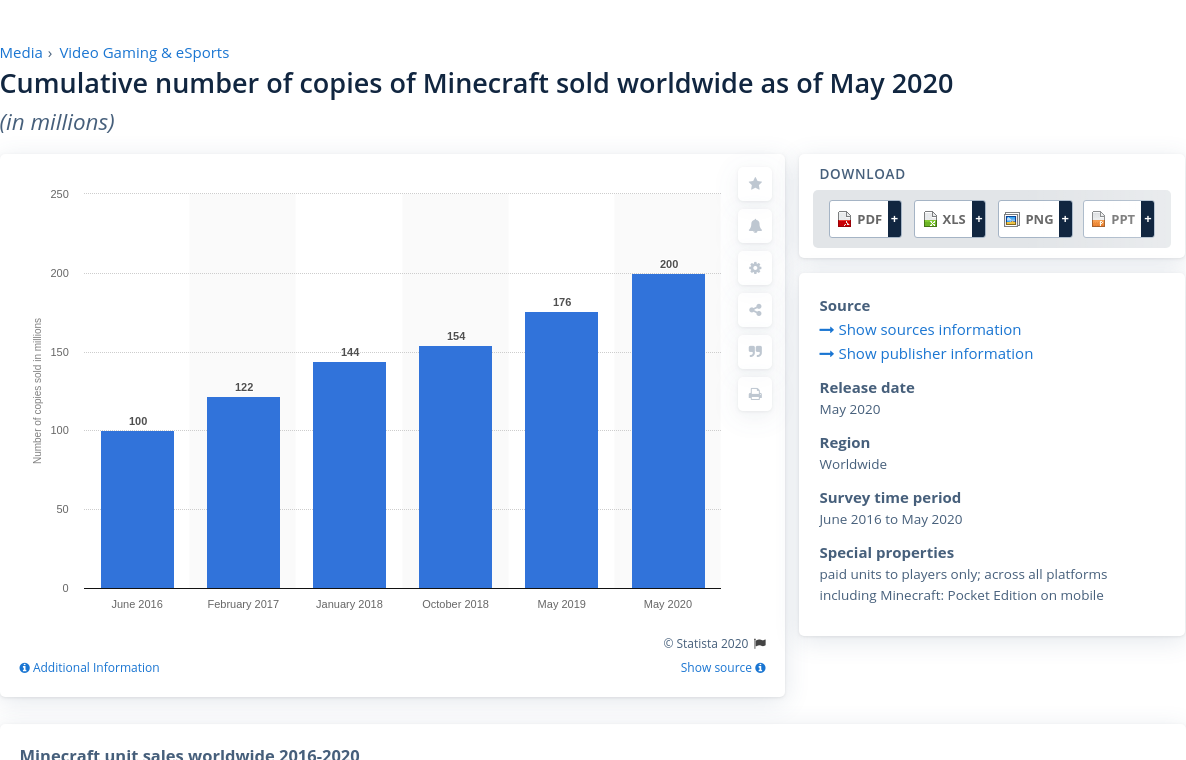 Media › Video Gaming & eSports
Cumulative number of copies of Minecraft sold worldwide as of May 2020
(in millions)
250
200
150
100
50
0
Number of copies sold in millions
100
122
144
154
176
200
June 2016
February 2017
January 2018
October 2018
May 2019
May 2020
© Statista 2020
Additional Information
Show source
DOWNLOAD
PDF + XLS + PNG + PPT +
Source
Show sources information
Show publisher information
Release date
May 2020
Region
Worldwide
Survey time period
June 2016 to May 2020
Special properties
paid units to players only; across all platforms
including Minecraft: Pocket Edition on mobile
Minecraft unit sales worldwide 2016-2020